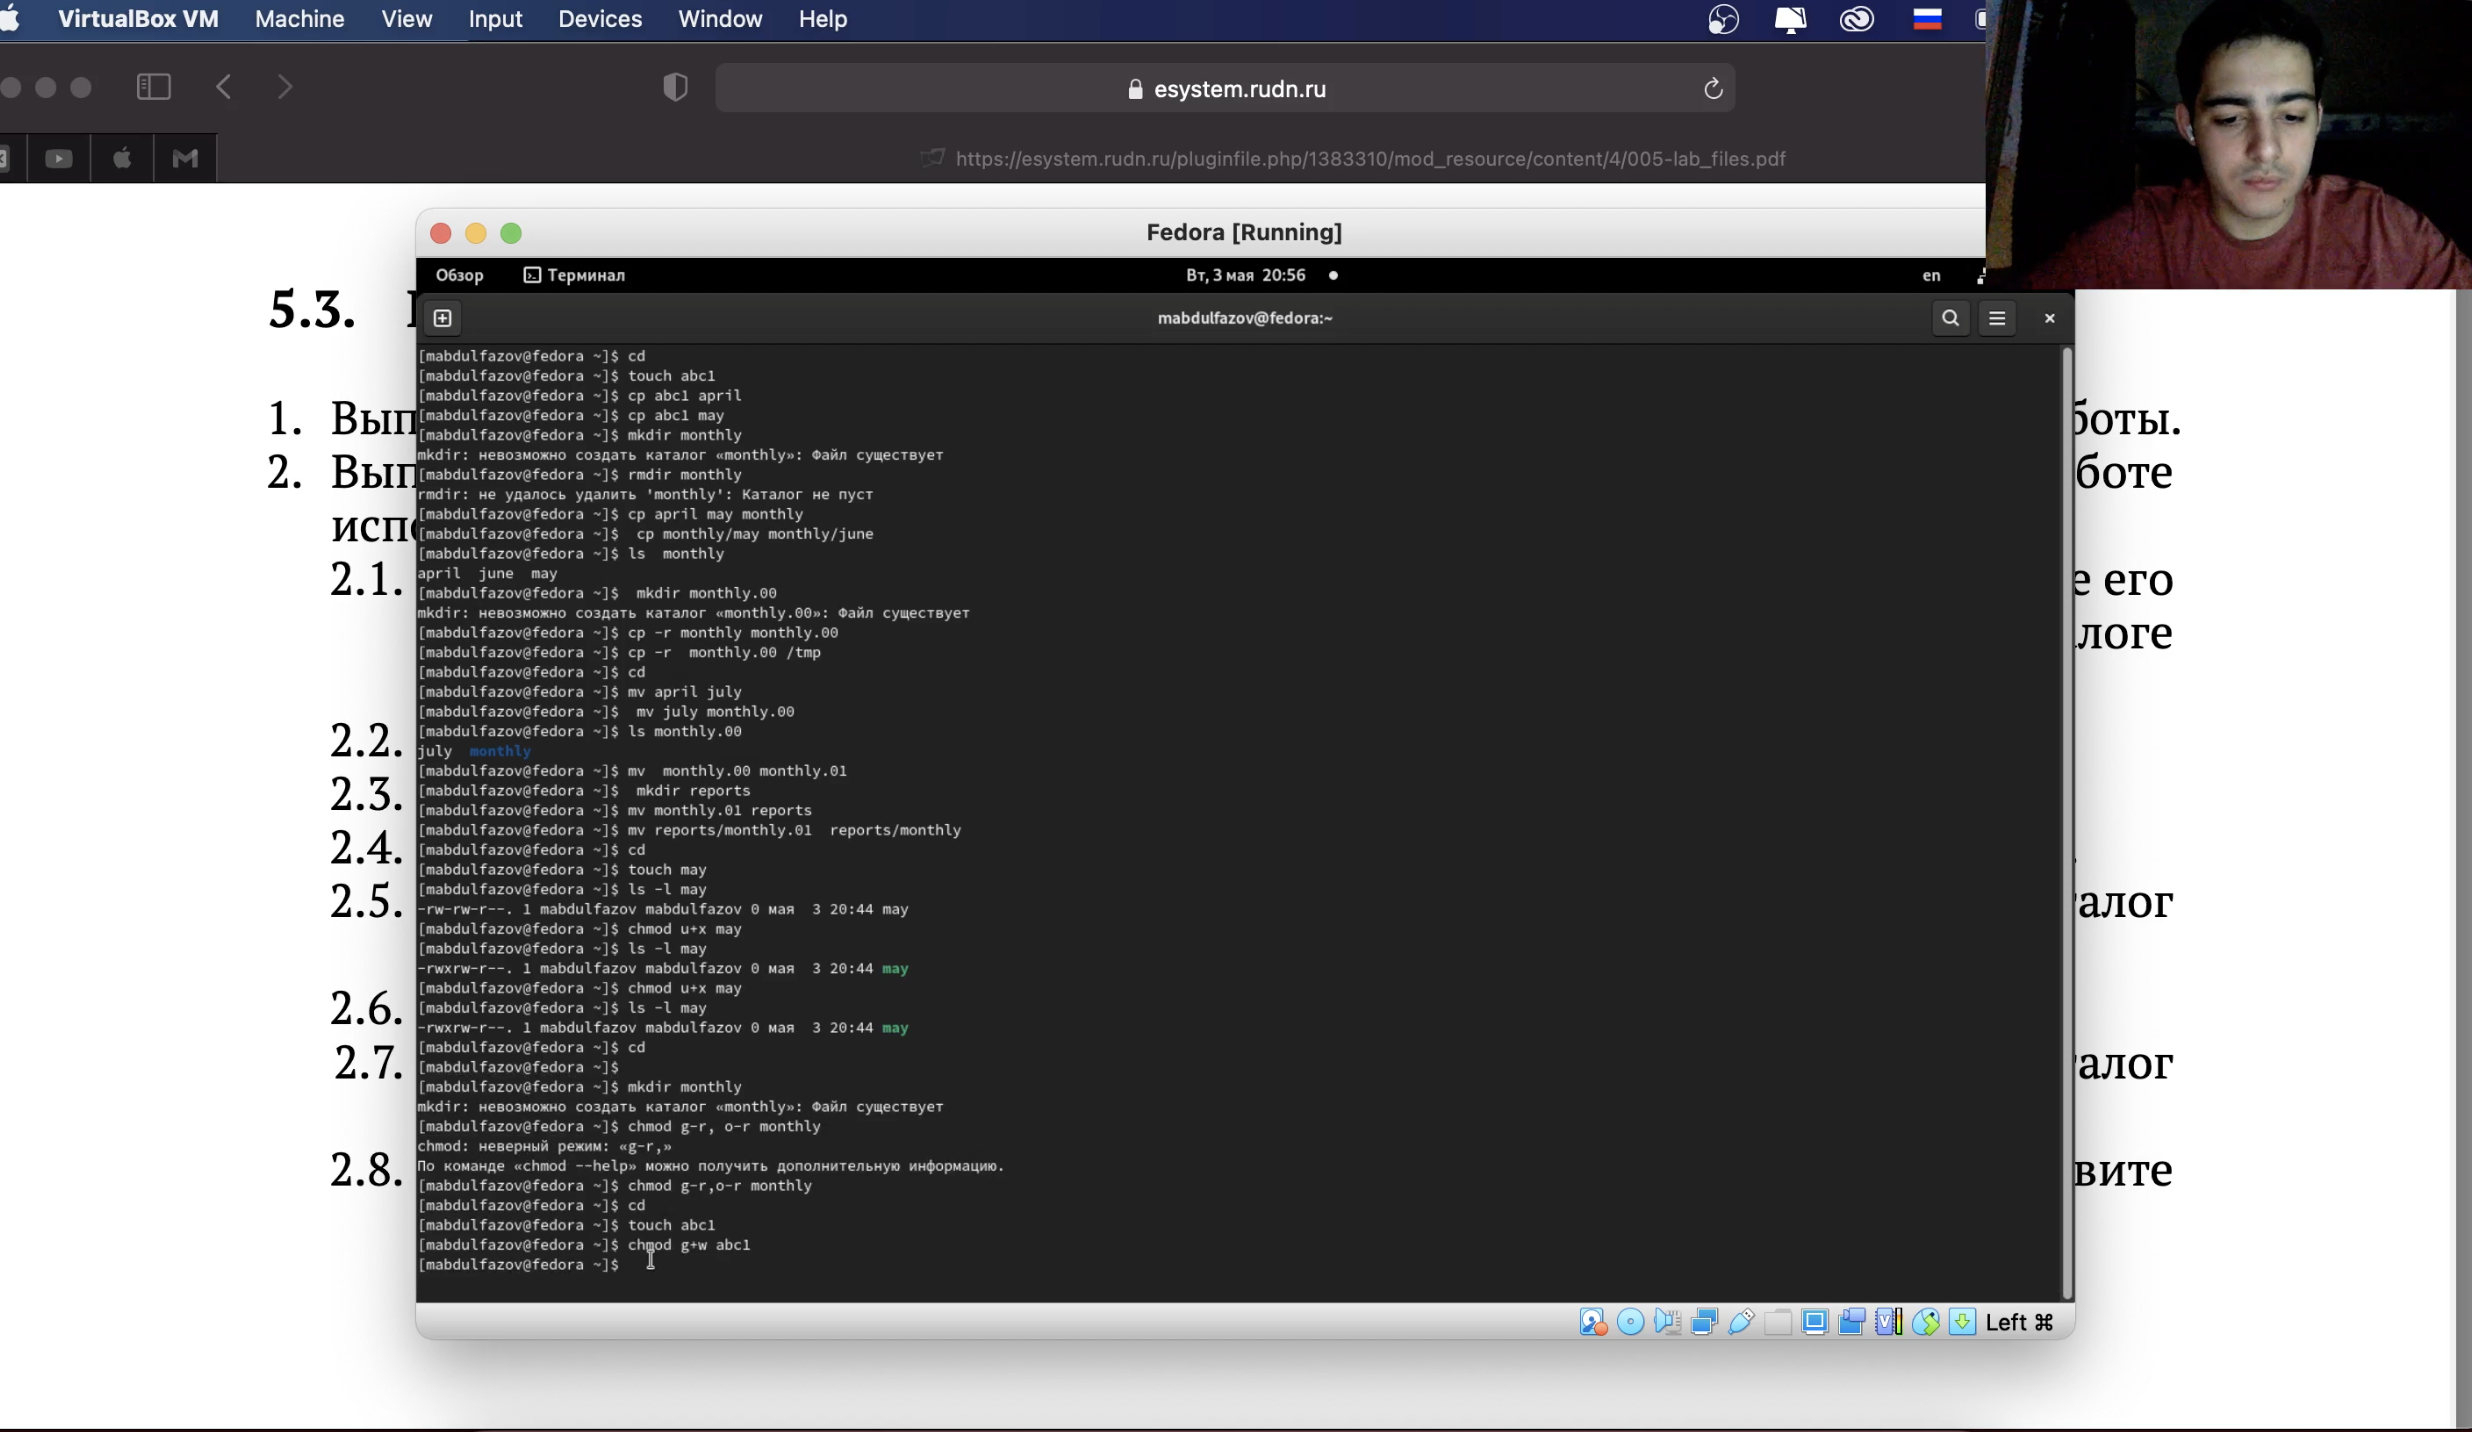 VirtualBox VM Machine View Input Devices Window Help
esystem.rudn.ru
https://esystem.rudn.ru/pluginfile.php/1383310/mod_resource/content/4/005-lab_files.pdf
Fedora [Running]
Обзор Терминал Вт, 3 мая 20:56 en
mabdulfazov@fedora:~
5.3.
1. Вып
боты.
2. Вып
боте
исп
2.1.
е его
логе
2.2.
2.3.
2.4.
2.5.
алог
2.6.
2.7.
алог
2.8.
вите
[mabdulfazov@fedora ~]$ cd
[mabdulfazov@fedora ~]$ touch abc1
[mabdulfazov@fedora ~]$ cp abc1 april
[mabdulfazov@fedora ~]$ cp abc1 may
[mabdulfazov@fedora ~]$ mkdir monthly
mkdir: невозможно создать каталог «monthly»: Файл существует
[mabdulfazov@fedora ~]$ rmdir monthly
rmdir: не удалось удалить 'monthly': Каталог не пуст
[mabdulfazov@fedora ~]$ cp april may monthly
[mabdulfazov@fedora ~]$  cp monthly/may monthly/june
[mabdulfazov@fedora ~]$ ls  monthly
april  june  may
[mabdulfazov@fedora ~]$  mkdir monthly.00
mkdir: невозможно создать каталог «monthly.00»: Файл существует
[mabdulfazov@fedora ~]$ cp -r monthly monthly.00
[mabdulfazov@fedora ~]$ cp -r  monthly.00 /tmp
[mabdulfazov@fedora ~]$ cd
[mabdulfazov@fedora ~]$ mv april july
[mabdulfazov@fedora ~]$  mv july monthly.00
[mabdulfazov@fedora ~]$ ls monthly.00
july  monthly
[mabdulfazov@fedora ~]$ mv  monthly.00 monthly.01
[mabdulfazov@fedora ~]$  mkdir reports
[mabdulfazov@fedora ~]$ mv monthly.01 reports
[mabdulfazov@fedora ~]$ mv reports/monthly.01  reports/monthly
[mabdulfazov@fedora ~]$ cd
[mabdulfazov@fedora ~]$ touch may
[mabdulfazov@fedora ~]$ ls -l may
-rw-rw-r--. 1 mabdulfazov mabdulfazov 0 мая  3 20:44 may
[mabdulfazov@fedora ~]$ chmod u+x may
[mabdulfazov@fedora ~]$ ls -l may
-rwxrw-r--. 1 mabdulfazov mabdulfazov 0 мая  3 20:44 may
[mabdulfazov@fedora ~]$ chmod u+x may
[mabdulfazov@fedora ~]$ ls -l may
-rwxrw-r--. 1 mabdulfazov mabdulfazov 0 мая  3 20:44 may
[mabdulfazov@fedora ~]$ cd
[mabdulfazov@fedora ~]$
[mabdulfazov@fedora ~]$ mkdir monthly
mkdir: невозможно создать каталог «monthly»: Файл существует
[mabdulfazov@fedora ~]$ chmod g-r, o-r monthly
chmod: неверный режим: «g-r,»
По команде «chmod --help» можно получить дополнительную информацию.
[mabdulfazov@fedora ~]$ chmod g-r,o-r monthly
[mabdulfazov@fedora ~]$ cd
[mabdulfazov@fedora ~]$ touch abc1
[mabdulfazov@fedora ~]$ chmod g+w abc1
[mabdulfazov@fedora ~]$
Left ⌘